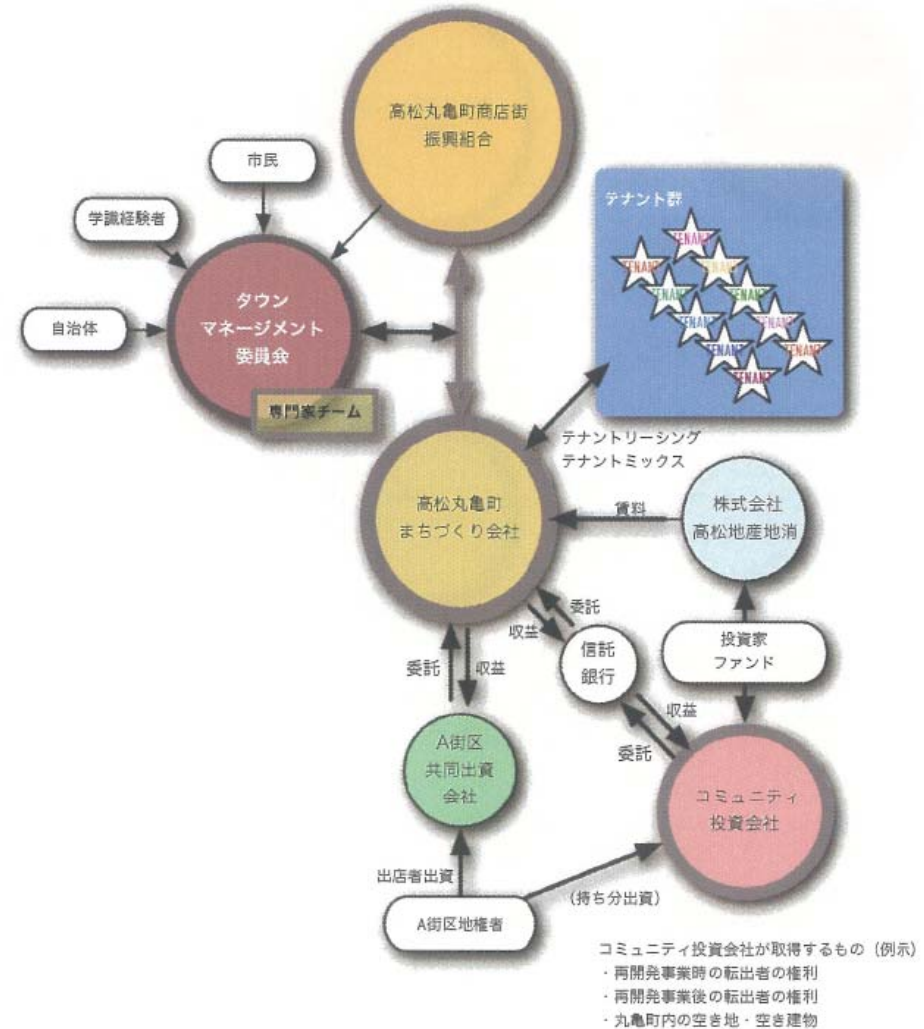 高松丸亀町商店街
振興組合
市民
学識経験者
自治体
タウン
マネージメント
委員会
専門家チーム
テナント群
TENANT
TENANT
TENANT
TENANT
TENANT
TENANT
TENANT
TENANT
TENANT
TENANT
テナントリーシング
テナントミックス
高松丸亀町
まちづくり会社
賃料
株式会社
高松地産地消
委託
収益
信託
銀行
投資家
ファンド
委託
収益
収益
委託
A街区
共同出資
会社
コミュニティ
投資会社
出店者出資
(持ち分出資)
A街区地権者
コミュニティ投資会社が取得するもの（例示）
・再開発事業時の転出者の権利
・再開発事業後の転出者の権利
・丸亀町内の空き地・空き建物